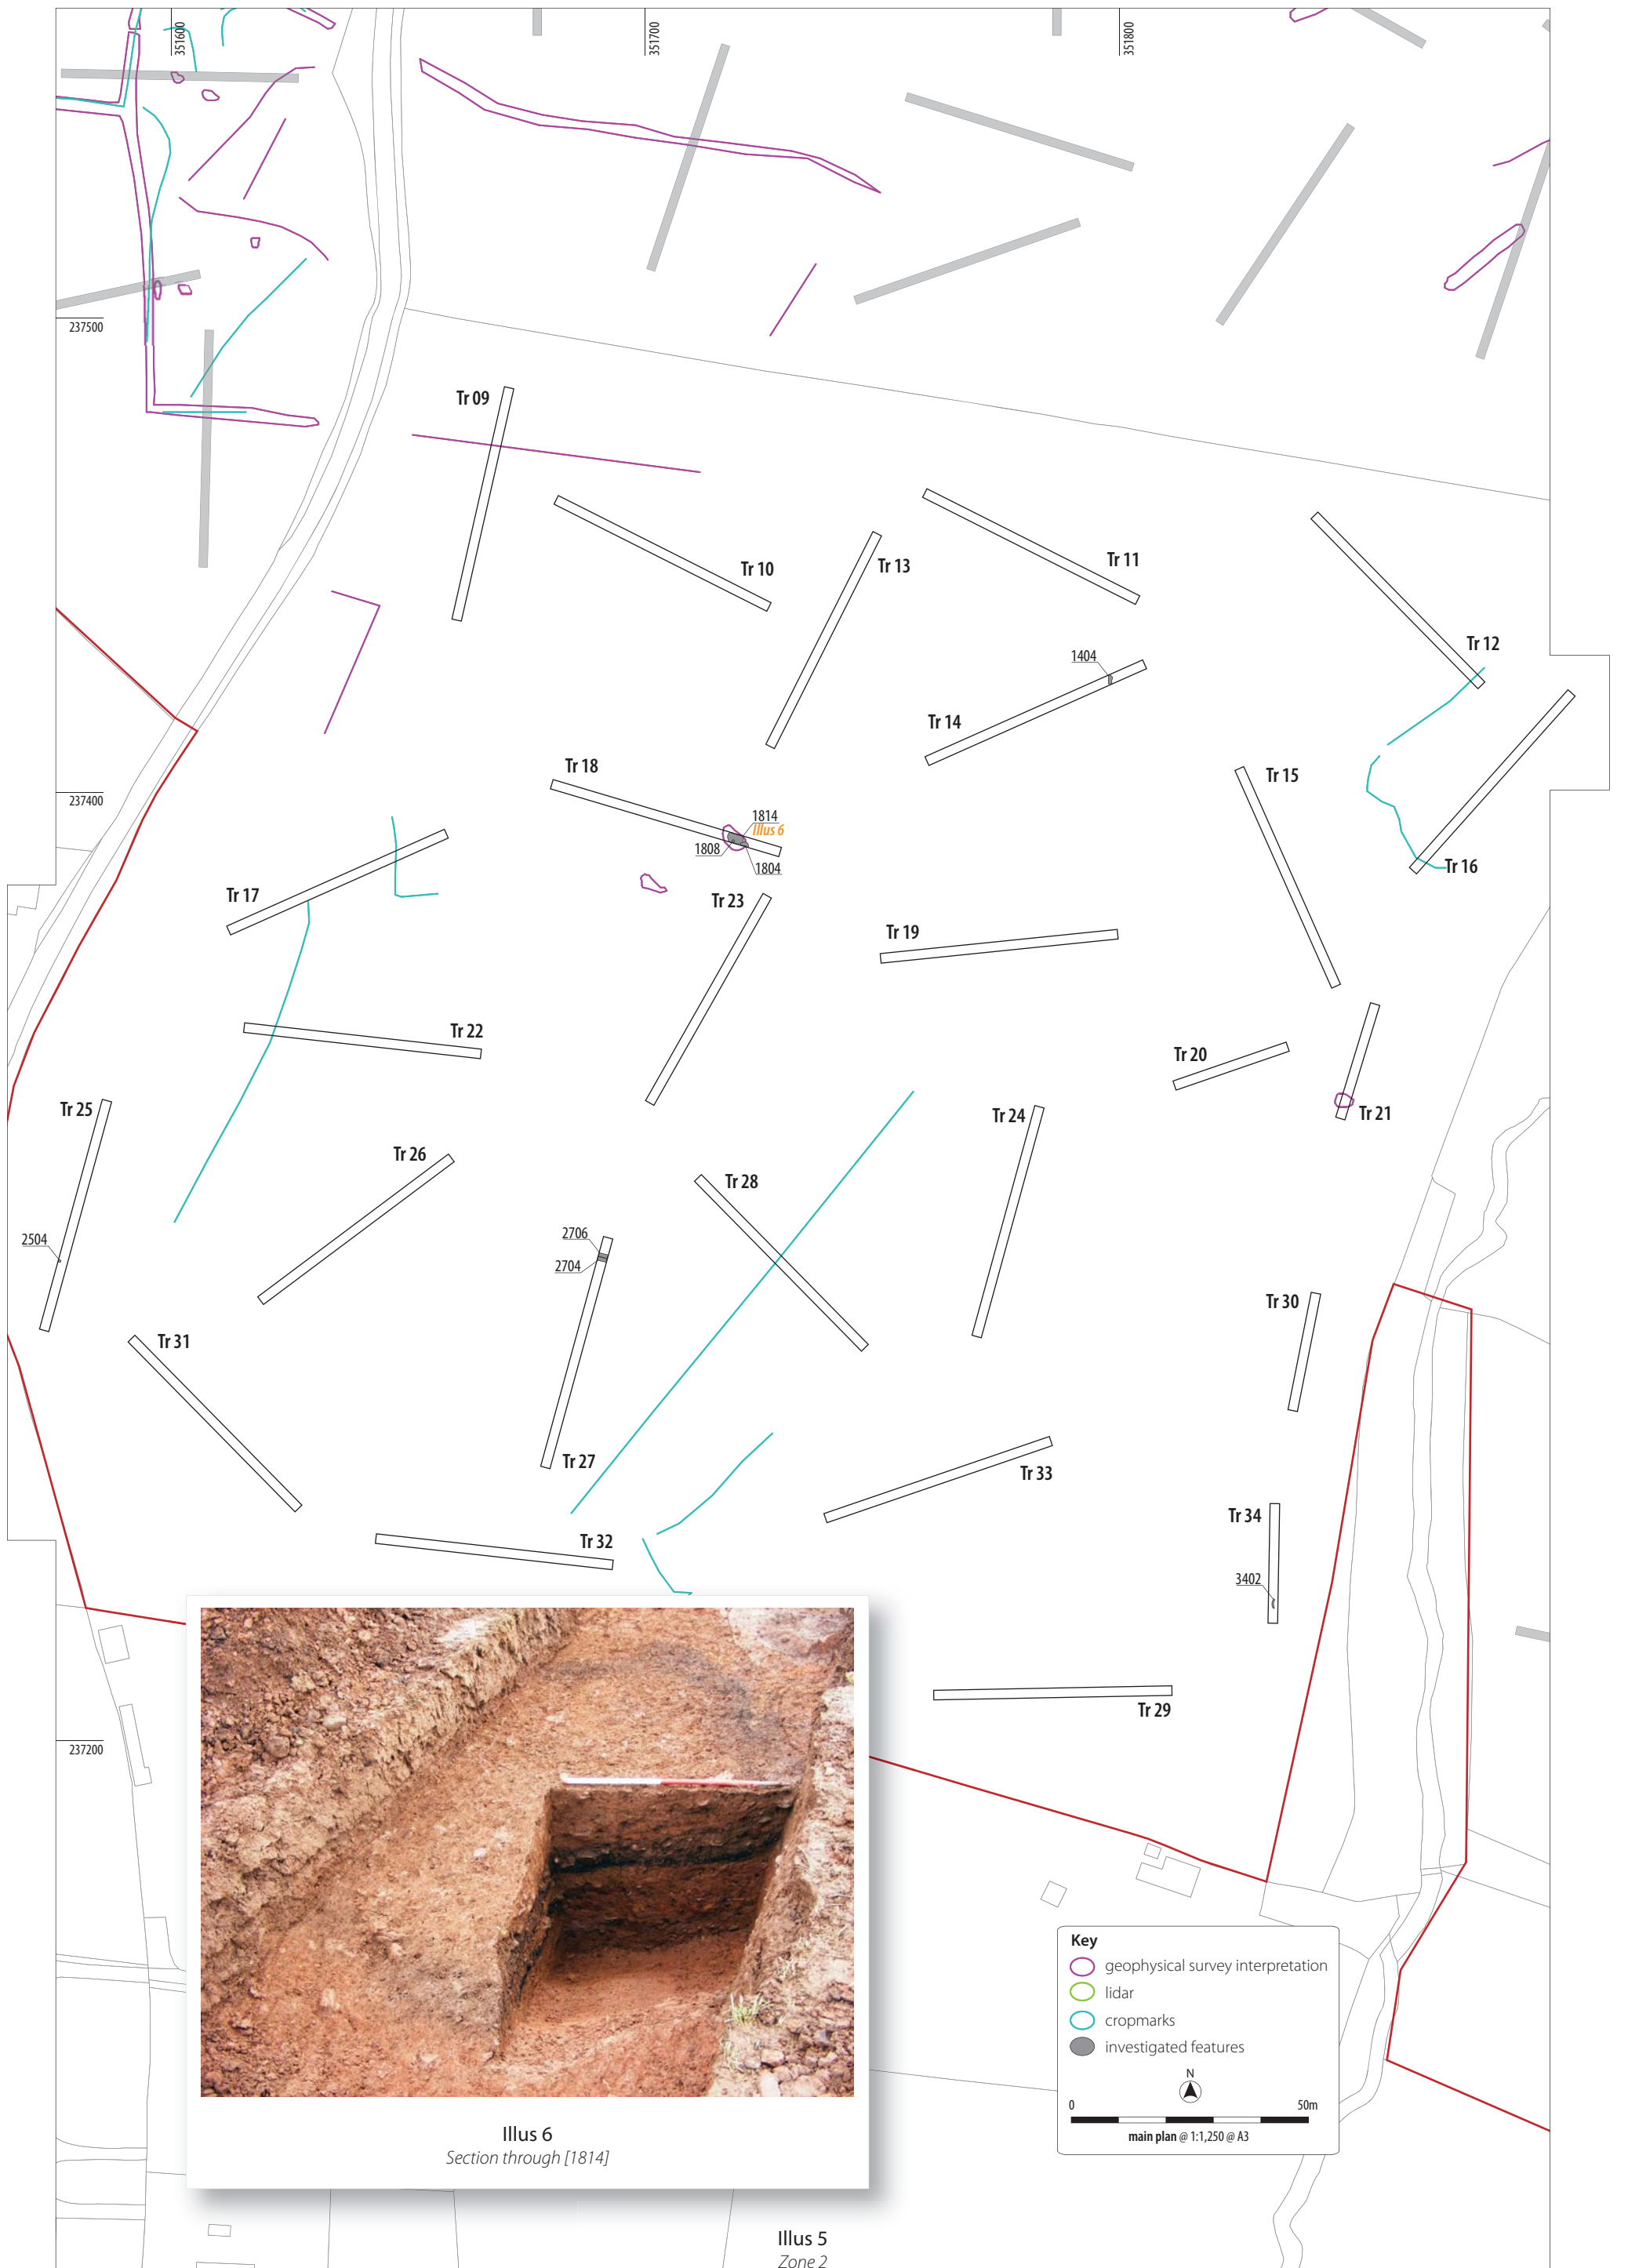 351600
351700
351800
237500
Tr 09
Tr 10
Tr 13
Tr 11
Tr 12
1404
Tr 14
Tr 18
237400
Tr 15
1814
Illus 6
1808
1804
Tr 16
Tr 17
Tr 23
Tr 19
Tr 22
Tr 20
Tr 25
Tr 24
Tr 21
Tr 26
Tr 28
2504
2706
2704
Tr 30
Tr 31
Tr 27
Tr 33
Tr 34
Tr 32
3402
Tr 29
237200
Key
geophysical survey interpretation
lidar
cropmarks
investigated features
N
0 50m
main plan @ 1:1,250 @ A3
Illus 6
Section through [1814]
Illus 5
Zone 2